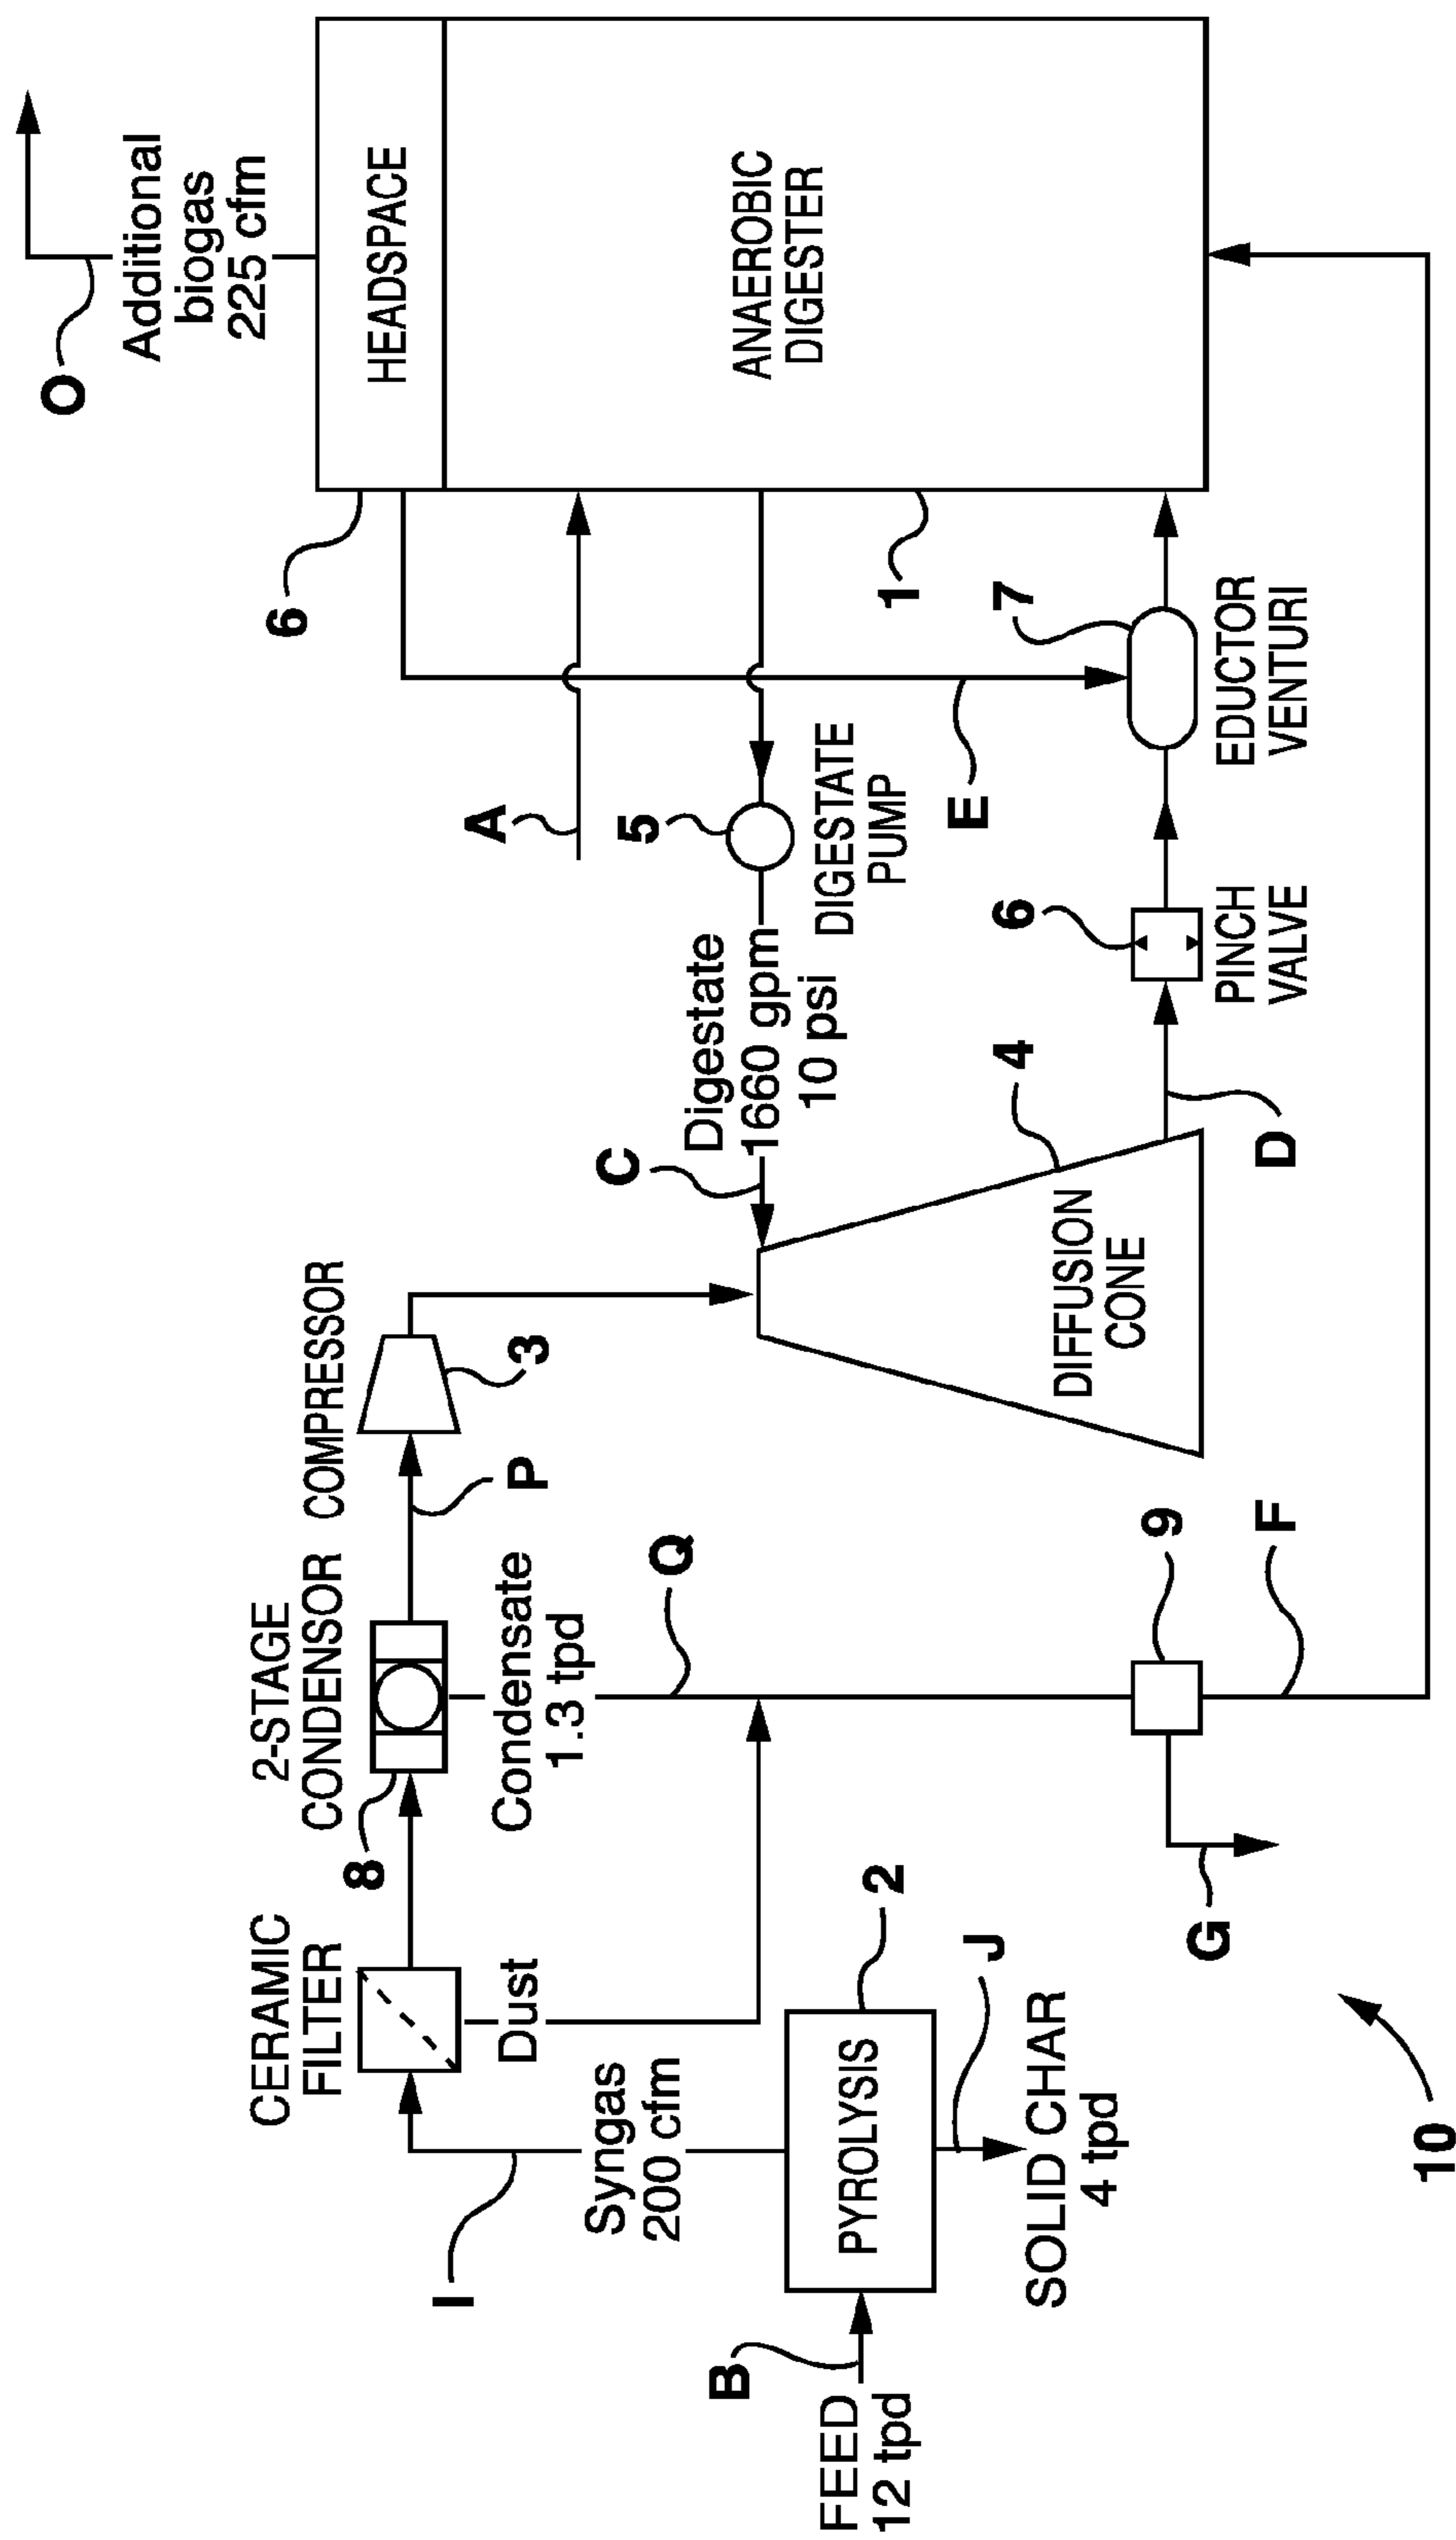 O
Additional
biogas
225 cfm
HEADSPACE
ANAEROBIC
DIGESTER
6
A
5
DIGESTATE
PUMP
1
E
7
EDUCTOR
VENTURI
6
PINCH
VALVE
Digestate
1660 gpm
10 psi
C
4
D
DIFFUSION
CONE
COMPRESSOR
3
P
2-STAGE
CONDENSOR
8
Condensate
1.3 tpd
Q
9
F
G
CERAMIC
FILTER
Dust
I
Syngas
200 cfm
PYROLYSIS
2
J
SOLID CHAR
4 tpd
B
FEED
12 tpd
10